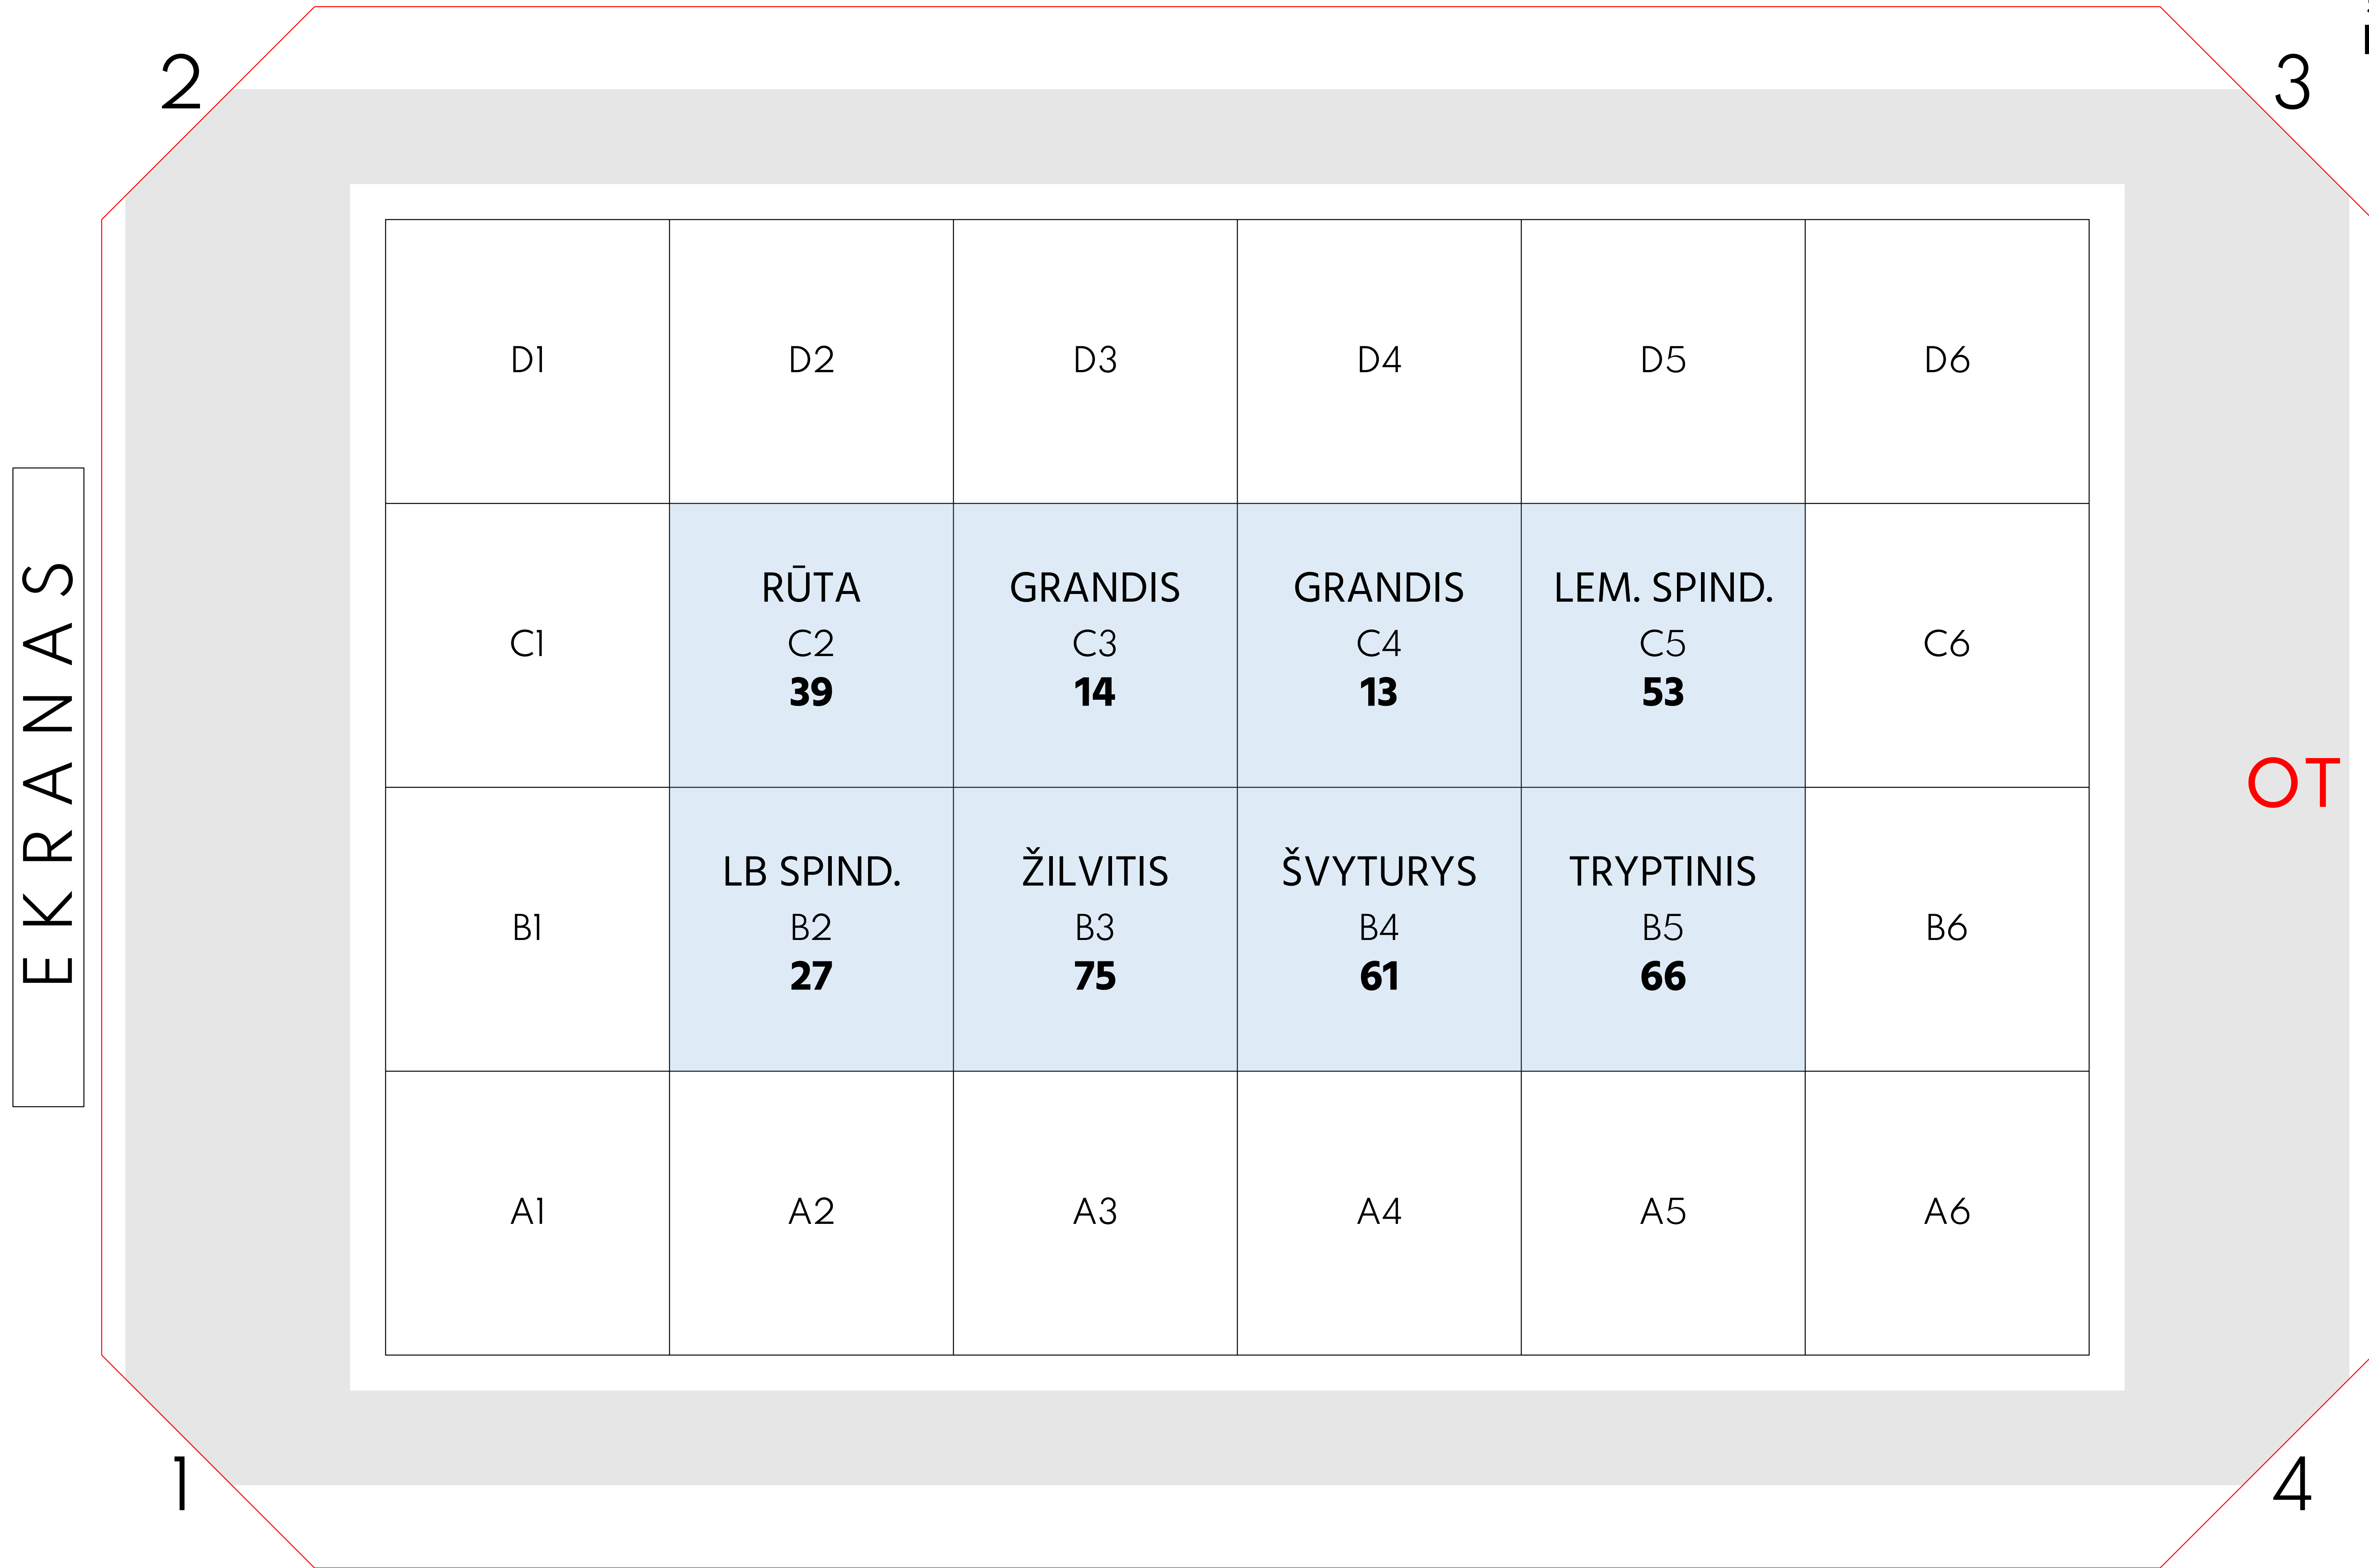 2
3
EKRANAS
D1
D2
D3
D4
D5
D6
C1
RŪTA
C2
39
GRANDIS
C3
14
GRANDIS
C4
13
LEM. SPIND.
C5
53
C6
OT
B1
LB SPIND.
B2
27
ŽILVITIS
B3
75
ŠVYTURYS
B4
61
TRYPTINIS
B5
66
B6
A1
A2
A3
A4
A5
A6
1
4